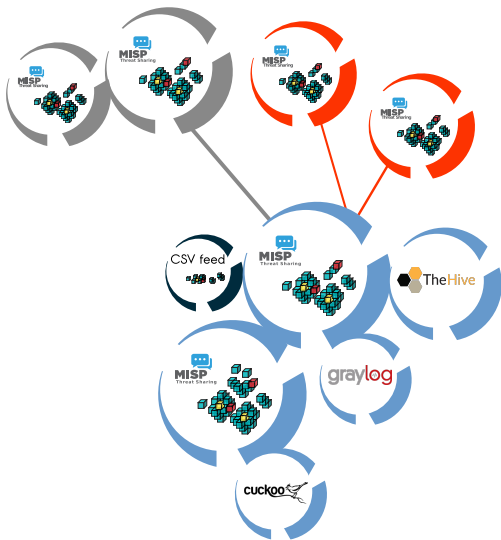 MISP
Threat Sharing
MISP
Threat Sharing
MISP
Threat Sharing
MISP
Threat Sharing
CSV feed
MISP
Threat Sharing
TheHive
MISP
Threat Sharing
graylog
cuckoo